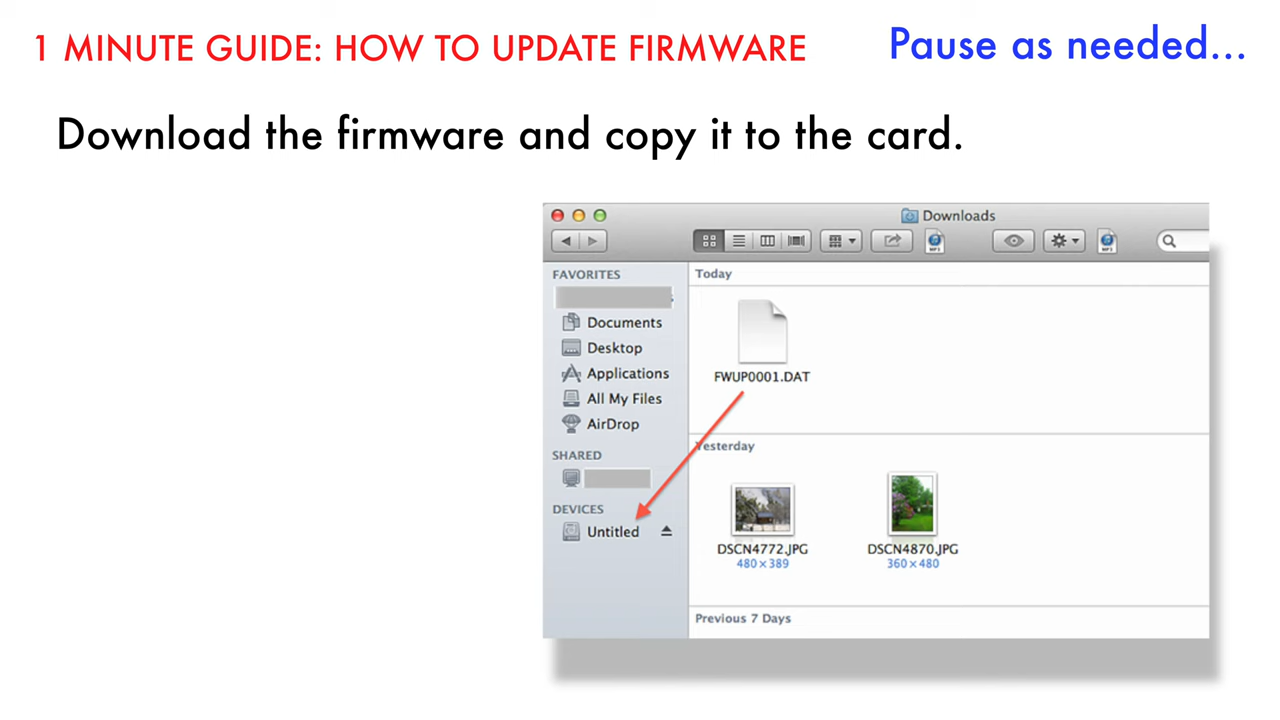 1 MINUTE GUIDE: HOW TO UPDATE FIRMWARE
Pause as needed...
Download the firmware and copy it to the card.
Downloads
FAVORITES
Documents
Desktop
Applications
All My Files
AirDrop
SHARED
DEVICES
Untitled
Today
FWUP0001.DAT
Yesterday
DSCN4772.JPG
480×389
DSCN4870.JPG
360×480
Previous 7 Days